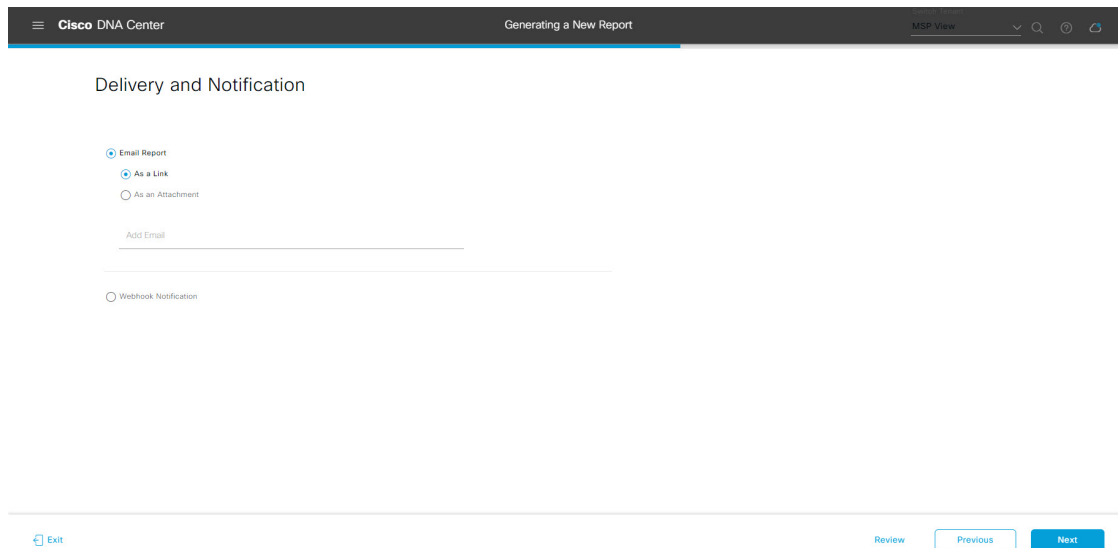 Cisco DNA Center
Generating a New Report
MSP View
Delivery and Notification
Email Report
As a Link
As an Attachment
Add Email
Webhook Notification
Exit
Review
Previous
Next